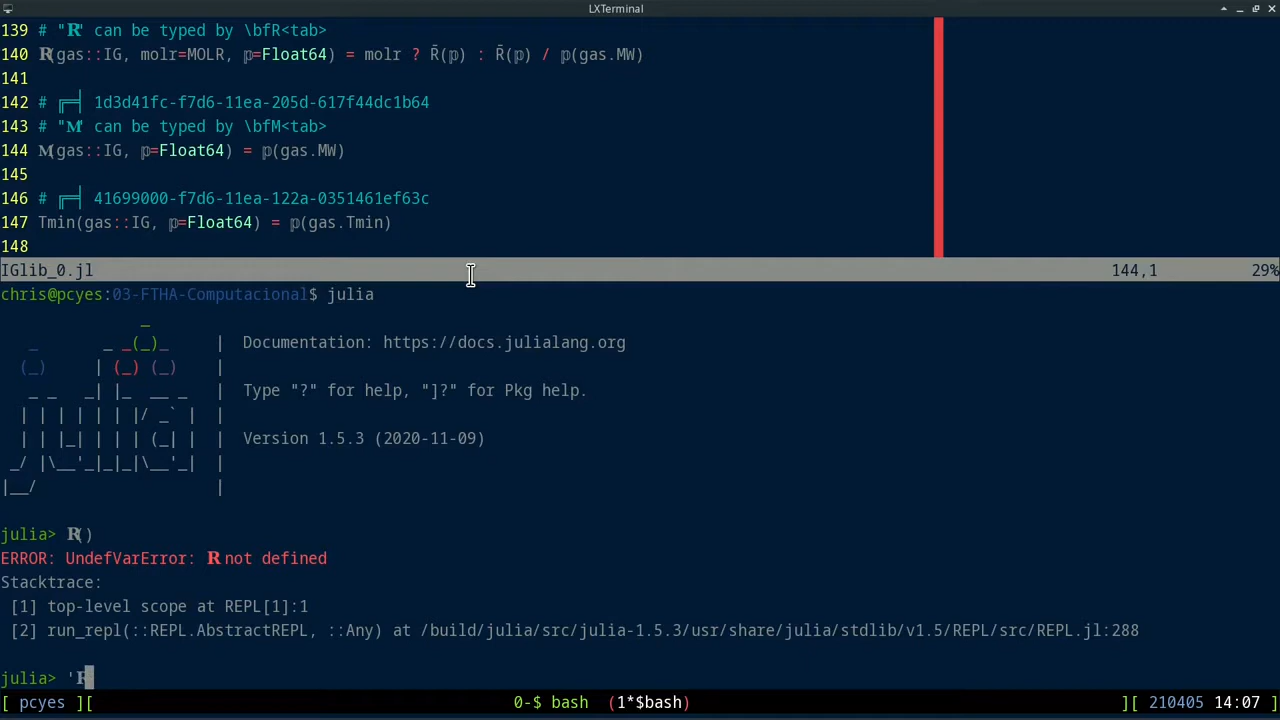 LXTerminal
139 # "𝐑" can be typed by \bfR<tab>
140 𝐑(gas::IG, molr=MOLR, 𝕡=Float64) = molr ? R̄(𝕡) : R̄(𝕡) / 𝕡(gas.MW)
141
142 # ╔═╡ 1d3d41fc-f7d6-11ea-205d-617f44dc1b64
143 # "𝐌" can be typed by \bfM<tab>
144 𝐌(gas::IG, 𝕡=Float64) = 𝕡(gas.MW)
145
146 # ╔═╡ 41699000-f7d6-11ea-122a-0351461ef63c
147 Tmin(gas::IG, 𝕡=Float64) = 𝕡(gas.Tmin)
148
IGlib_0.jl 144,1 29%
chris@pcyes:03-FTHA-Computacional$ julia
               _
   _       _ _(_)_     |  Documentation: https://docs.julialang.org
  (_)     | (_) (_)    |
   _ _   _| |_  __ _   |  Type "?" for help, "]?" for Pkg help.
  | | | | | | |/ _` |  |
  | | |_| | | | (_| |  |  Version 1.5.3 (2020-11-09)
 _/ |\__'_|_|_|\__'_|  |
|__/                   |
julia> 𝐑()
ERROR: UndefVarError: 𝐑 not defined
Stacktrace:
 [1] top-level scope at REPL[1]:1
 [2] run_repl(::REPL.AbstractREPL, ::Any) at /build/julia/src/julia-1.5.3/usr/share/julia/stdlib/v1.5/REPL/src/REPL.jl:288
julia> '𝐑
[ pcyes ][ 0-$ bash (1*$bash) ][ 210405 14:07 ]